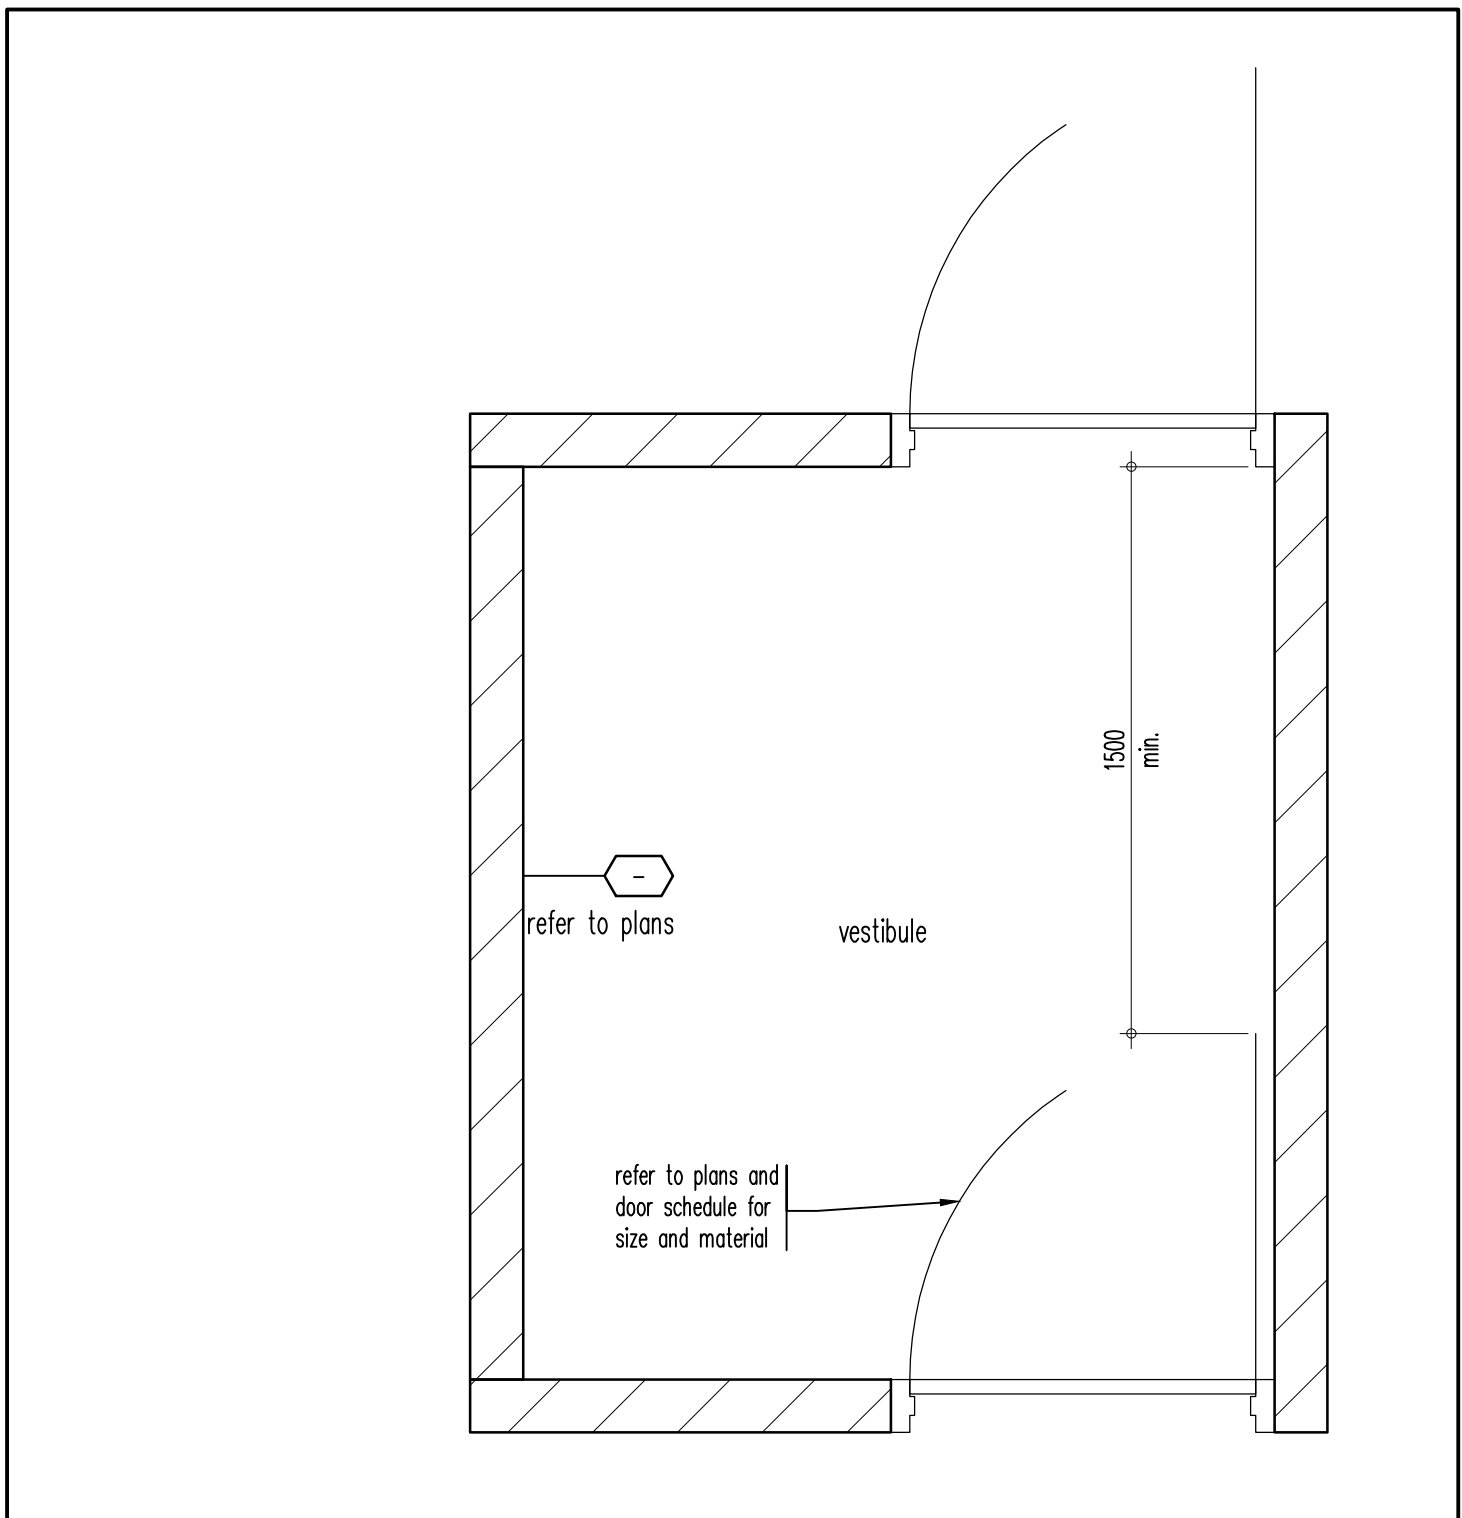 1500
min.
-
refer to plans
vestibule
refer to plans and
door schedule for
size and material